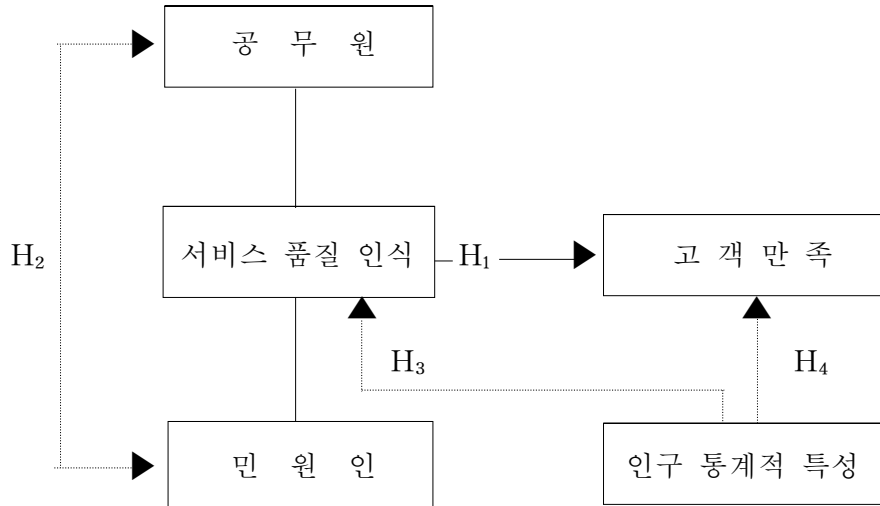 공 무 원
서비스 품질 인식
H₁
고 객 만 족
H₂
H₃
H₄
민 원 인
인구 통계적 특성